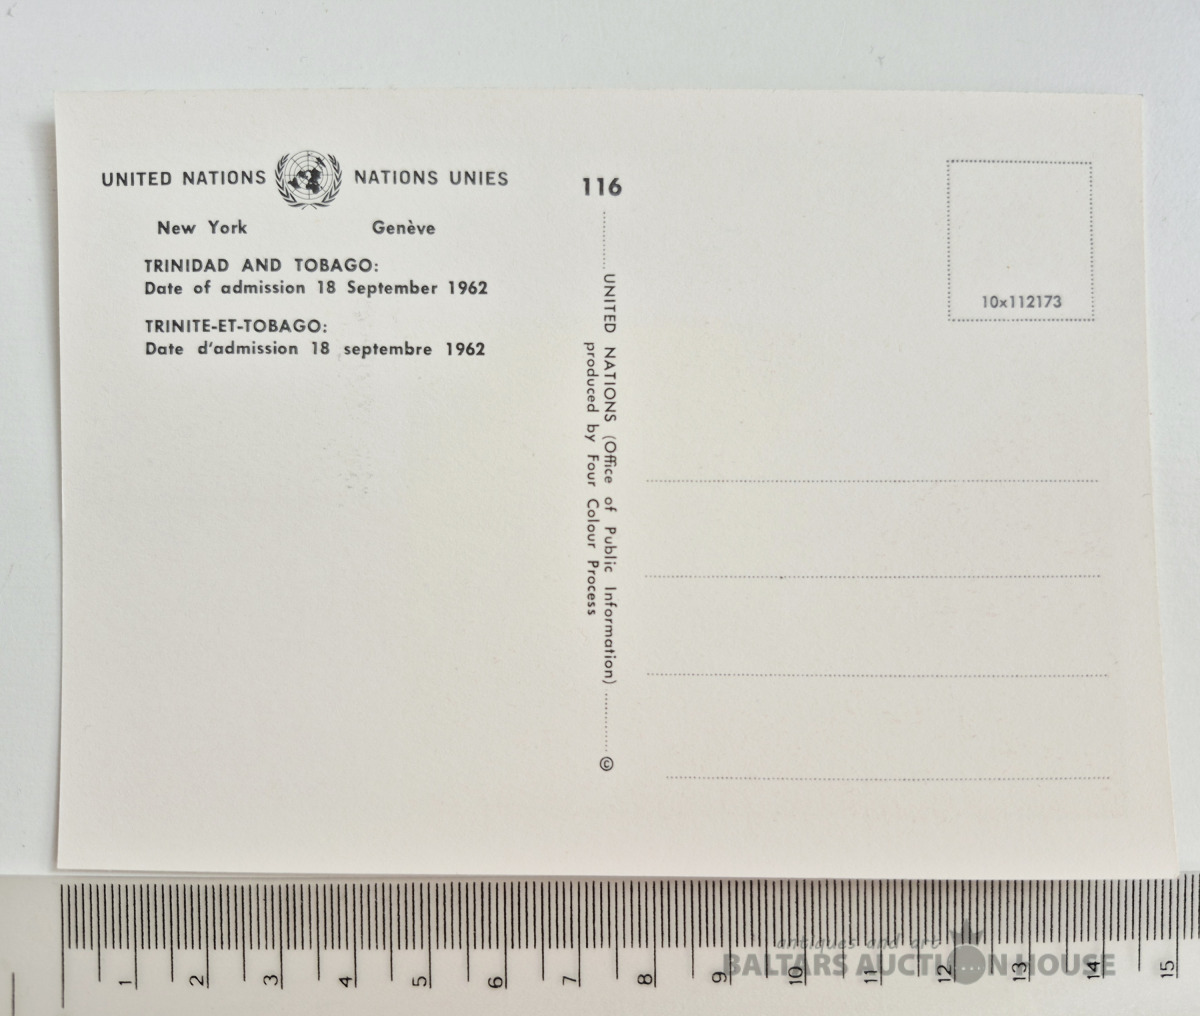 UNITED NATIONS NATIONS UNIES
New York Genève
TRINIDAD AND TOBAGO:
Date of admission 18 September 1962
TRINITE-ET-TOBAGO:
Date d'admission 18 septembre 1962
116
UNITED NATIONS (Office of Public Information) ©
produced by Four Colour Process
10x112173
1 2 3 4 5 6 7 8 9 10 11 12 13 14 15
antiques and art
BALTARS AUCTION HOUSE